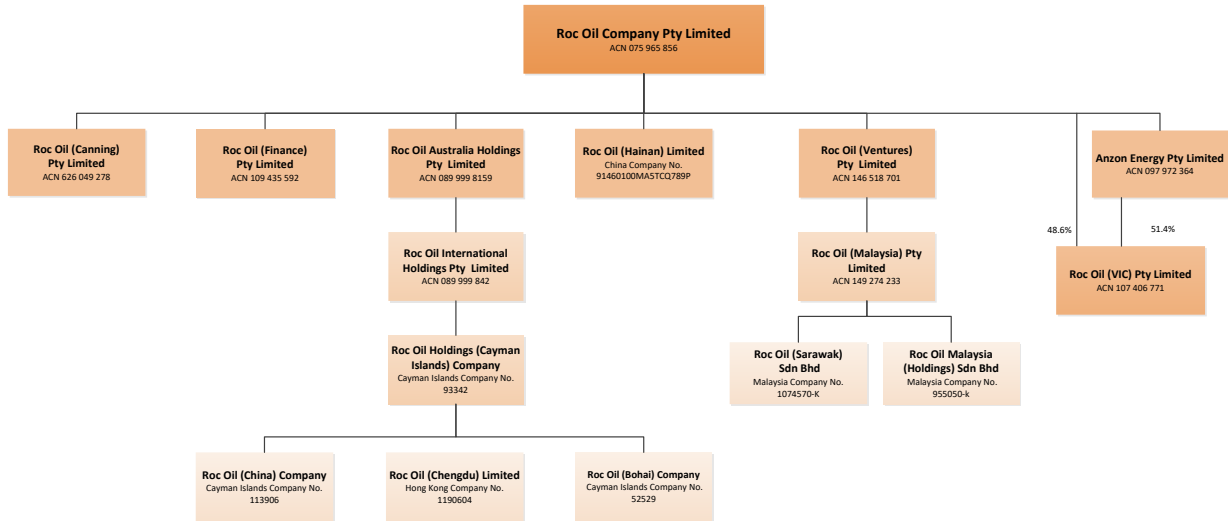 Roc Oil Company Pty Limited
ACN 075 965 856
Roc Oil (Canning)
Pty Limited
ACN 626 049 278
Roc Oil (Finance)
Pty Limited
ACN 109 435 592
Roc Oil Australia Holdings
Pty Limited
ACN 089 999 8159
Roc Oil (Hainan) Limited
China Company No.
91460100MA5TCQ789P
Roc Oil (Ventures)
Pty Limited
ACN 146 518 701
Anzon Energy Pty Limited
ACN 097 972 364
48.6%
51.4%
Roc Oil International
Holdings Pty Limited
ACN 089 999 842
Roc Oil (Malaysia) Pty
Limited
ACN 149 274 233
Roc Oil (VIC) Pty Limited
ACN 107 406 771
Roc Oil Holdings (Cayman
Islands) Company
Cayman Islands Company No.
93342
Roc Oil (Sarawak)
Sdn Bhd
Malaysia Company No.
1074570-K
Roc Oil Malaysia
(Holdings) Sdn Bhd
Malaysia Company No.
955050-k
Roc Oil (China) Company
Cayman Islands Company No.
113906
Roc Oil (Chengdu) Limited
Hong Kong Company No.
1190604
Roc Oil (Bohai) Company
Cayman Islands Company No.
52529